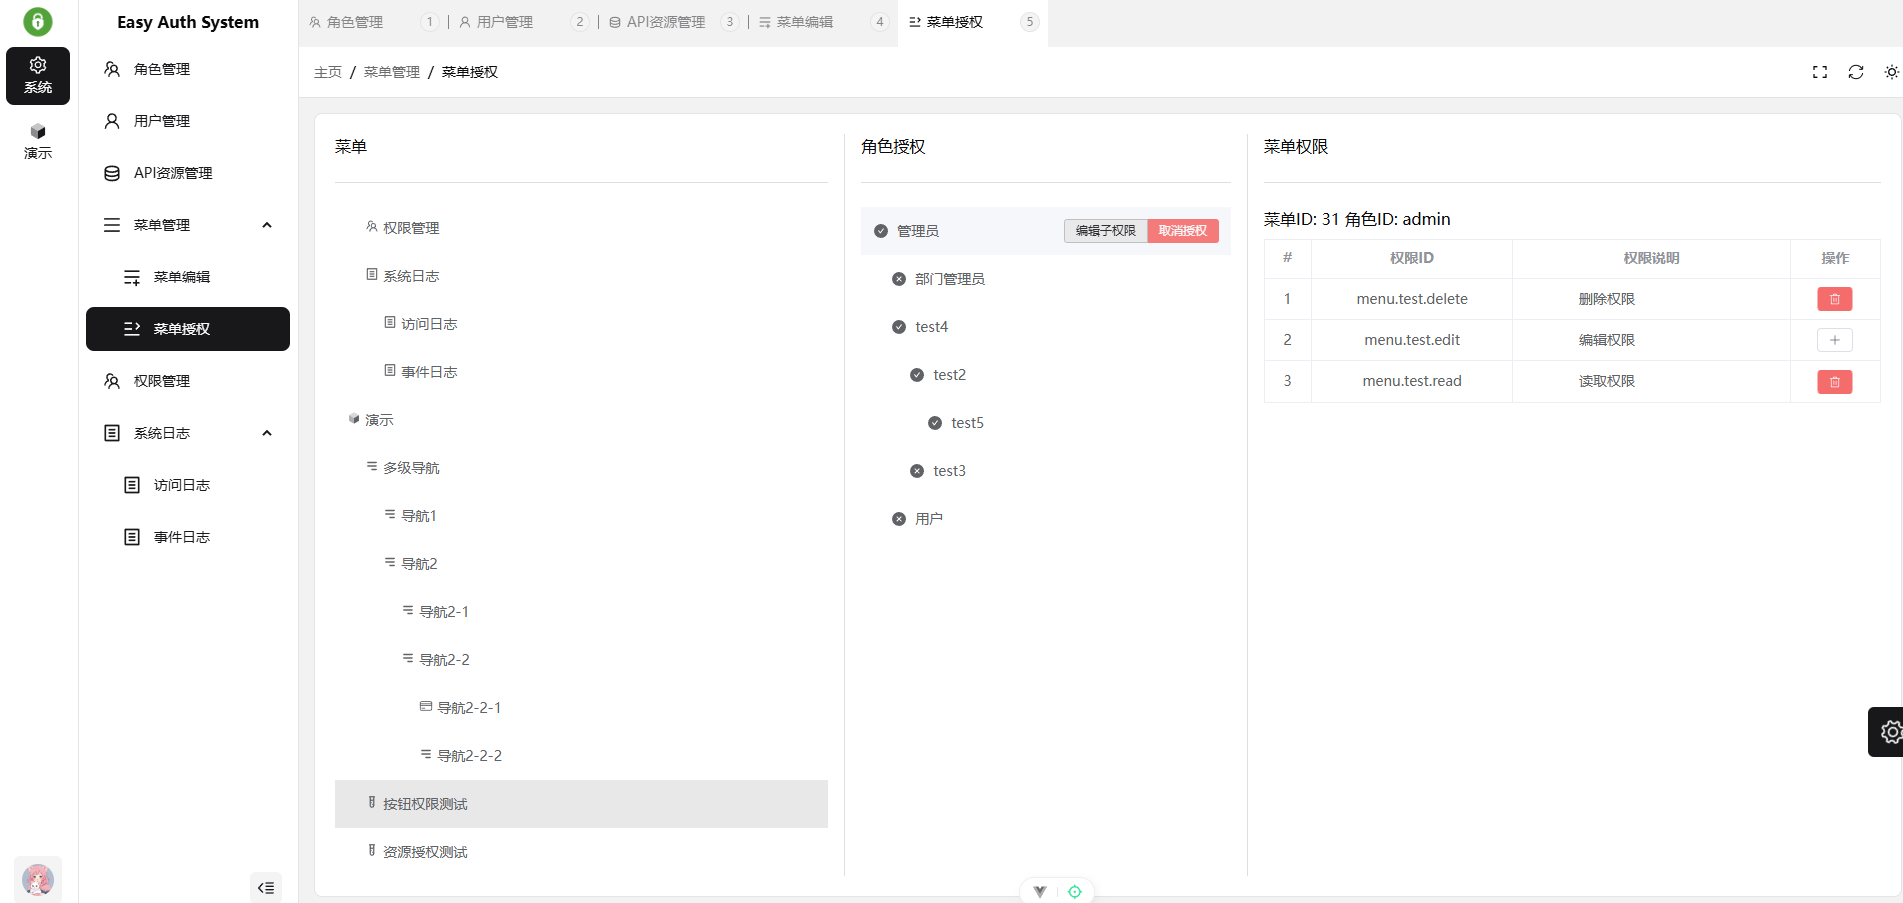 系统
演示
Easy Auth System
角色管理
用户管理
API资源管理
菜单管理
菜单编辑
菜单授权
权限管理
系统日志
访问日志
事件日志
角色管理 1 用户管理 2 API资源管理 3 菜单编辑 4 菜单授权 5
主页 / 菜单管理 / 菜单授权
菜单
权限管理
系统日志
访问日志
事件日志
演示
多级导航
导航1
导航2
导航2-1
导航2-2
导航2-2-1
导航2-2-2
按钮权限测试
资源授权测试
角色授权
管理员 编辑子权限 取消授权
部门管理员
test4
test2
test5
test3
用户
菜单权限
菜单ID: 31 角色ID: admin
# 权限ID 权限说明 操作
1 menu.test.delete 删除权限
2 menu.test.edit 编辑权限
3 menu.test.read 读取权限